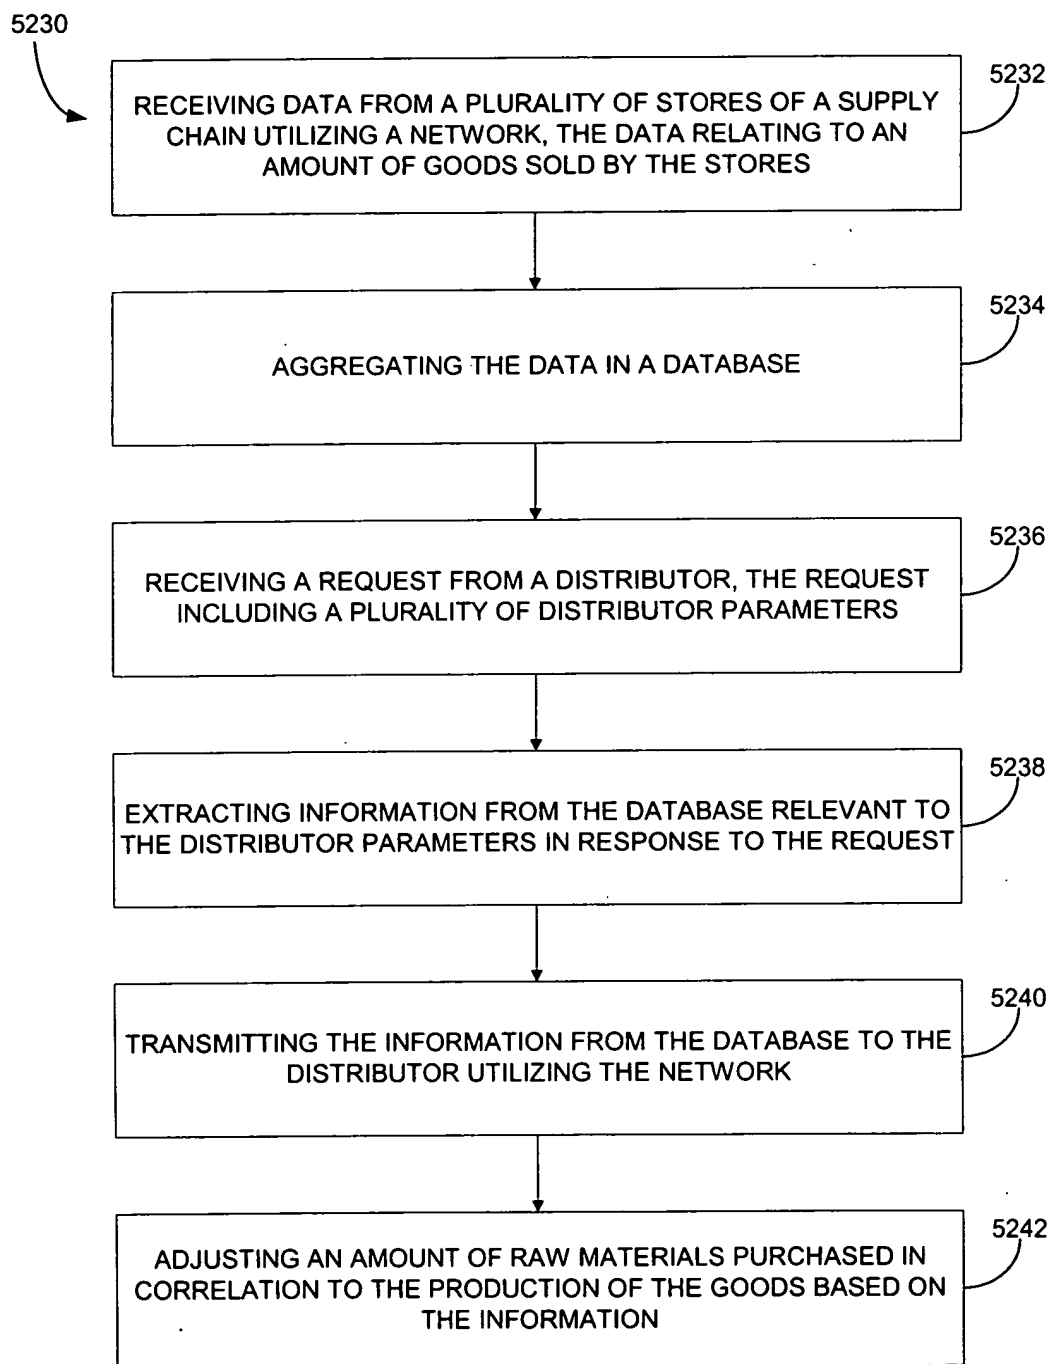 5230
5232
RECEIVING DATA FROM A PLURALITY OF STORES OF A SUPPLY
CHAIN UTILIZING A NETWORK, THE DATA RELATING TO AN
AMOUNT OF GOODS SOLD BY THE STORES
5234
AGGREGATING THE DATA IN A DATABASE
5236
RECEIVING A REQUEST FROM A DISTRIBUTOR, THE REQUEST
INCLUDING A PLURALITY OF DISTRIBUTOR PARAMETERS
5238
EXTRACTING INFORMATION FROM THE DATABASE RELEVANT TO
THE DISTRIBUTOR PARAMETERS IN RESPONSE TO THE REQUEST
5240
TRANSMITTING THE INFORMATION FROM THE DATABASE TO THE
DISTRIBUTOR UTILIZING THE NETWORK
5242
ADJUSTING AN AMOUNT OF RAW MATERIALS PURCHASED IN
CORRELATION TO THE PRODUCTION OF THE GOODS BASED ON
THE INFORMATION